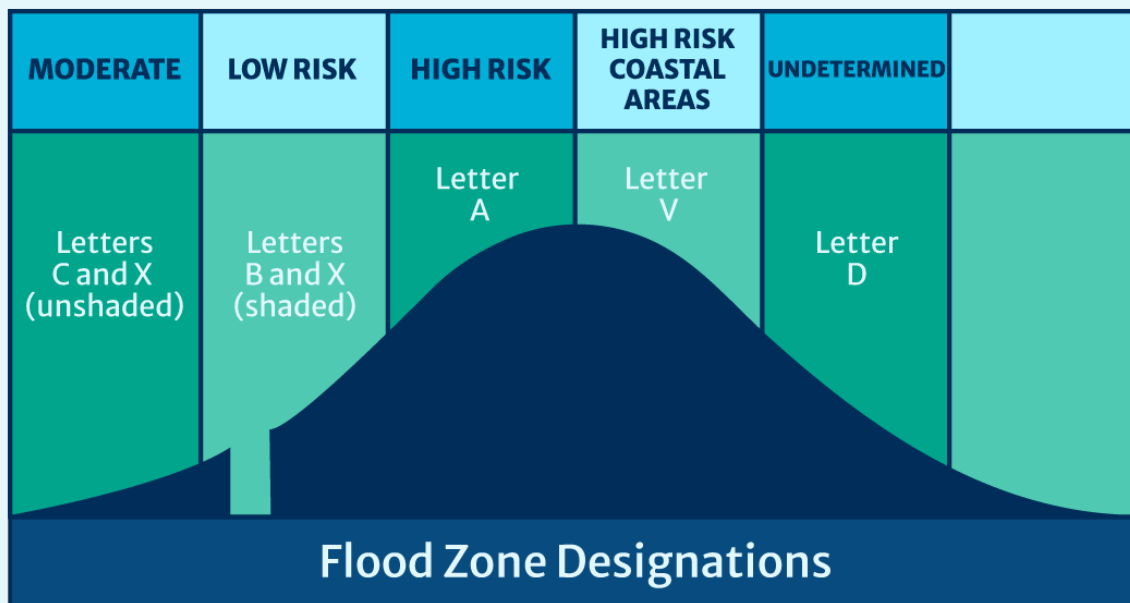 MODERATE
LOW RISK
HIGH RISK
HIGH RISK
COASTAL
AREAS
UNDETERMINED
Letters
C and X
(unshaded)
Letters
B and X
(shaded)
Letter
A
Letter
V
Letter
D
Flood Zone Designations